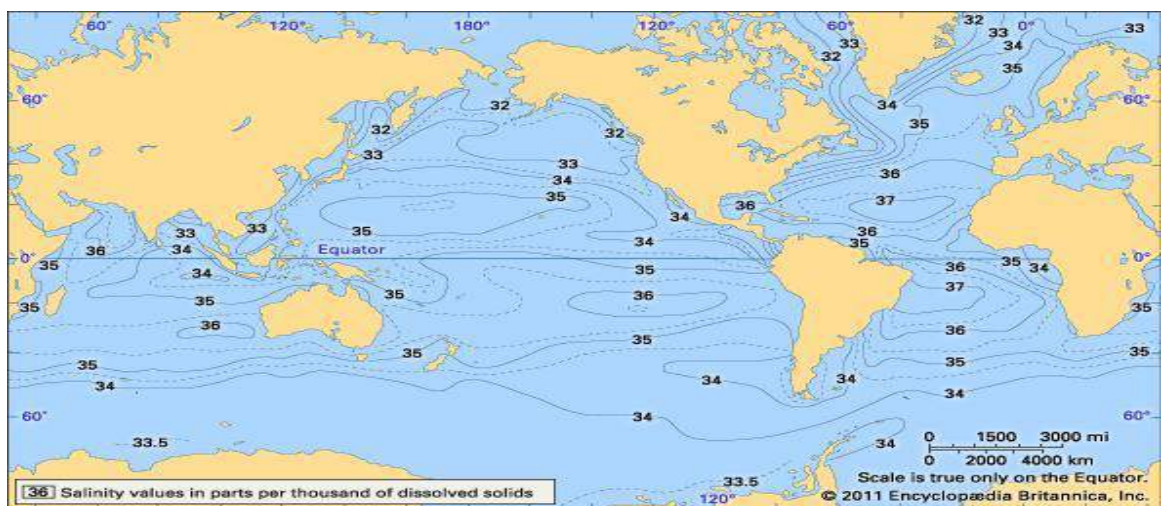 60° 120° 180° 120° 60° 32 0°
33 33
33 34
32 35
60° 32 34 60°
32 32 35
33 33 36
34
35 37
36
34
33 33 35 36
36 34 Equator 34 35
0° 35 34 0°
35 34 35 36
35 35 36 37
35 36 35
36 35 36
35 35 35
35 34 34 34
34
60° 34 60°
33.5 34
0 1500 3000 mi
0 2000 4000 km
Scale is true only on the Equator.
33.5
36 Salinity values in parts per thousand of dissolved solids
120°
© 2011 Encyclopædia Britannica, Inc.